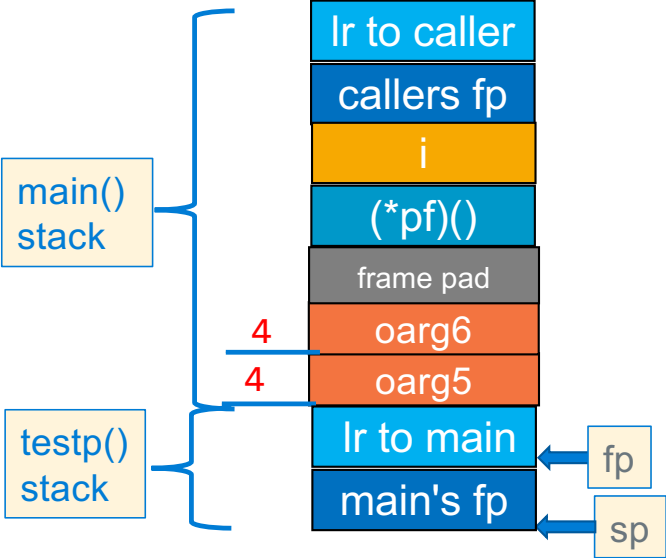 lr to caller
callers fp
i
main()
stack
(*pf)()
frame pad
4
oarg6
4
oarg5
testp()
stack
lr to main
fp
main's fp
sp